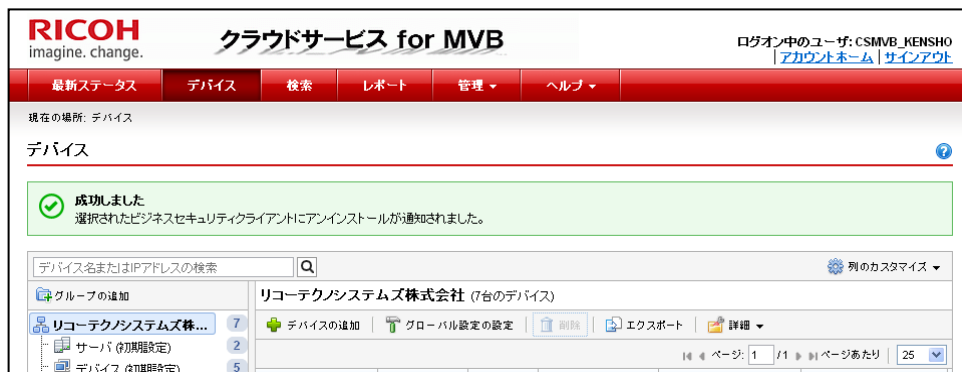 RICOH
imagine. change.
クラウドサービス for MVB
ログオン中のユーザ: CSMVB_KENSHO
| アカウントホーム | サインアウト
最新ステータス デバイス 検索 レポート 管理 ヘルプ
現在の場所: デバイス
デバイス
成功しました
選択されたビジネスセキュリティクライアントにアンインストールが通知されました。
デバイス名またはIPアドレスの検索 列のカスタマイズ
グループの追加 リコーテクノシステムズ株式会社 (7台のデバイス)
リコーテクノシステムズ株... 7 デバイスの追加 グローバル設定の設定 削除 エクスポート 詳細
サーバ (初期設定) 2 ページ: 1 /1 ページあたり 25
デバイス (初期設定) 5